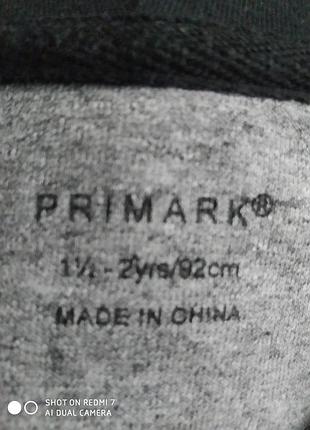 PRIMARK®
1½ - 2yrs/92cm
MADE IN CHINA
SHOT ON REDMI 7
AI DUAL CAMERA